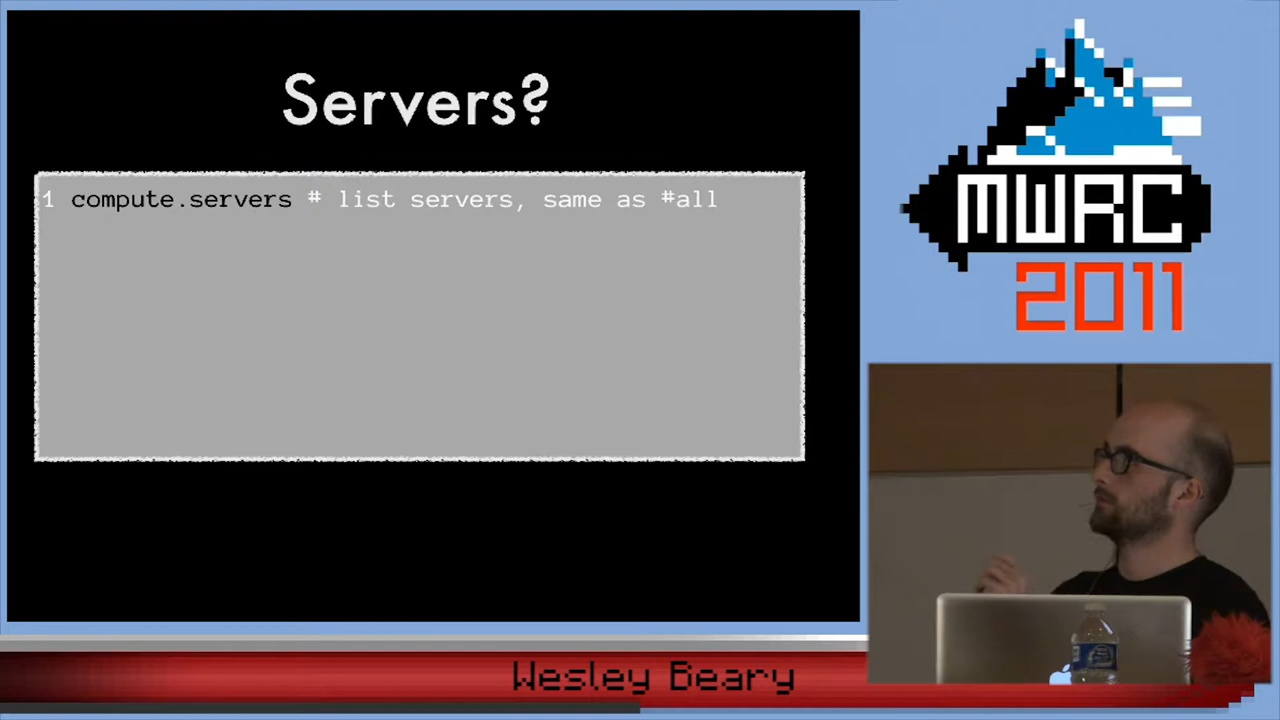 Servers?
1 compute.servers # list servers, same as #all
MWRC
2011
Wesley Beary